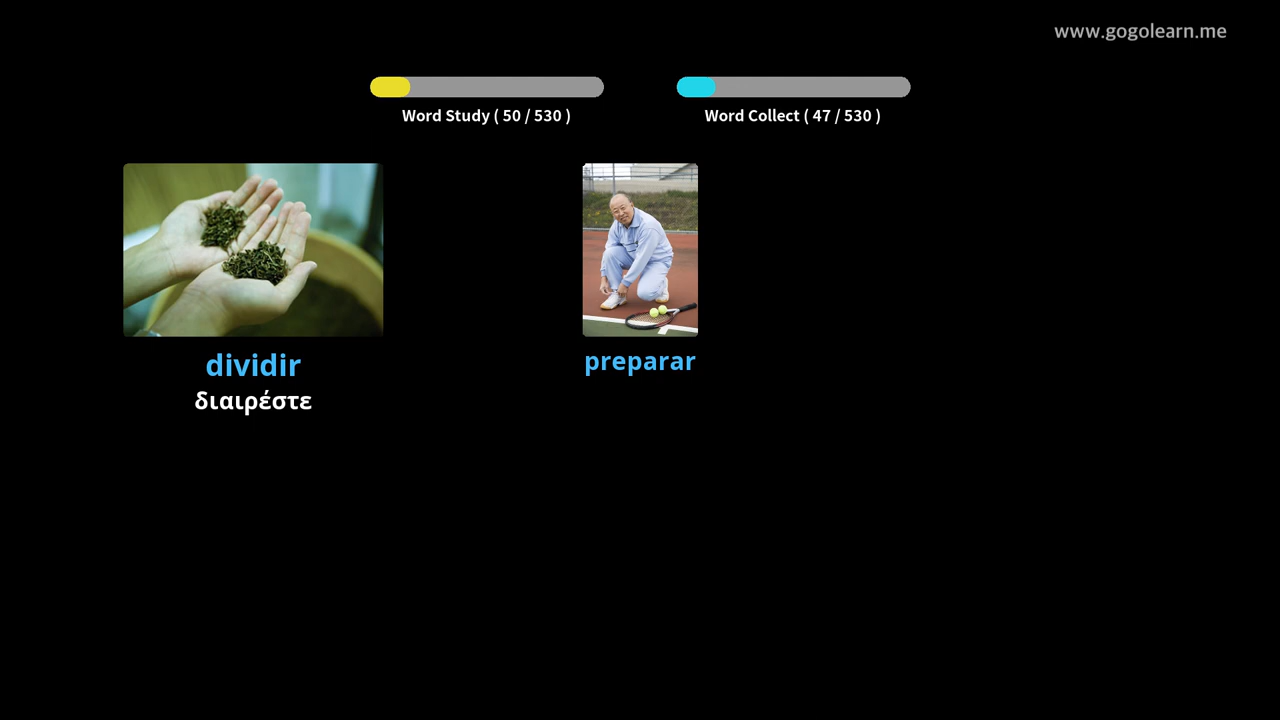 www.gogolearn.me
Word Study ( 50 / 530 )
Word Collect ( 47 / 530 )
dividir
διαιρέστε
preparar